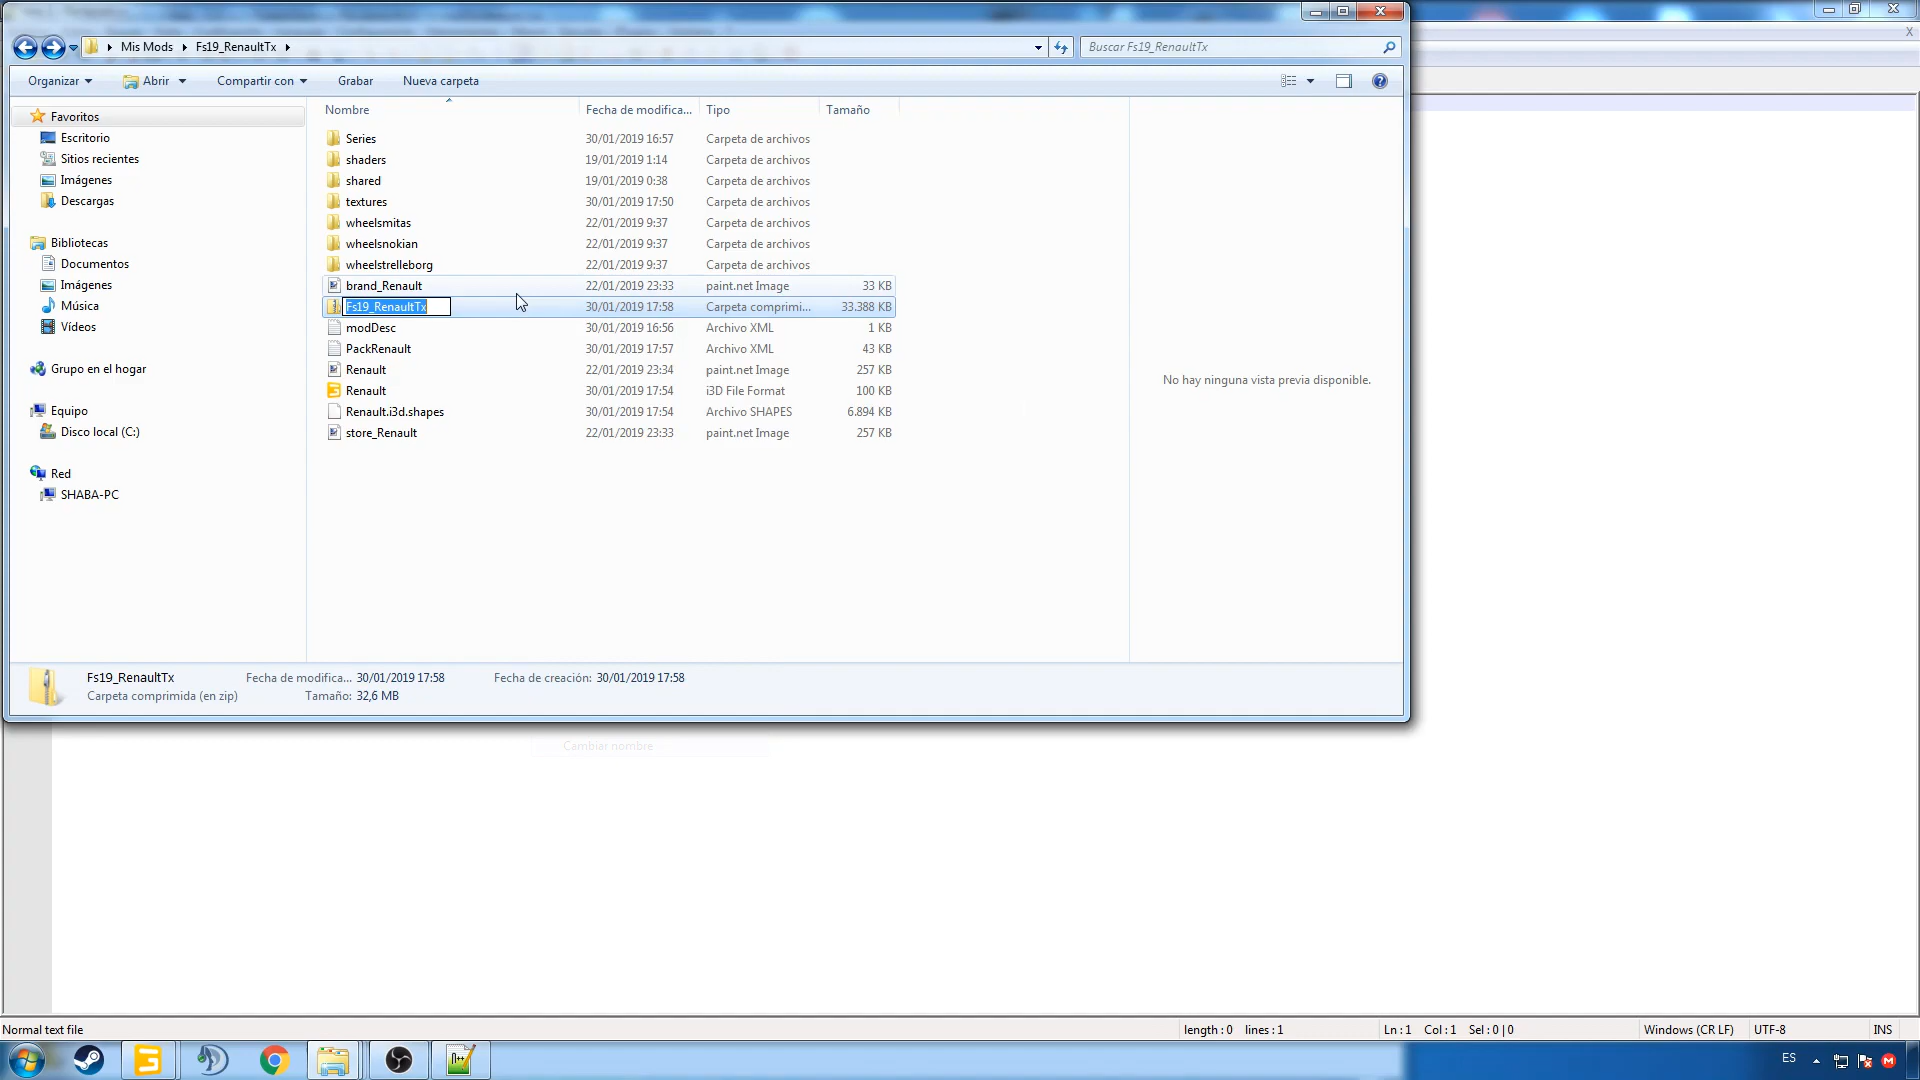 Mis Mods Fs19_RenaultTx
Buscar Fs19_RenaultTx
Organizar Abrir Compartir con Grabar Nueva carpeta
Favoritos
Escritorio
Sitios recientes
Imágenes
Descargas
Bibliotecas
Documentos
Imágenes
Música
Vídeos
Grupo en el hogar
Equipo
Disco local (C:)
Red
SHABA-PC
Nombre Fecha de modifica... Tipo Tamaño
Series 30/01/2019 16:57 Carpeta de archivos
shaders 19/01/2019 1:14 Carpeta de archivos
shared 19/01/2019 0:38 Carpeta de archivos
textures 30/01/2019 17:50 Carpeta de archivos
wheelsmitas 22/01/2019 9:37 Carpeta de archivos
wheelsnokian 22/01/2019 9:37 Carpeta de archivos
wheelstrelleborg 22/01/2019 9:37 Carpeta de archivos
brand_Renault 22/01/2019 23:33 paint.net Image 33 KB
Fs19_RenaultTx 30/01/2019 17:58 Carpeta comprimi... 33.388 KB
modDesc 30/01/2019 16:56 Archivo XML 1 KB
PackRenault 30/01/2019 17:57 Archivo XML 43 KB
Renault 22/01/2019 23:34 paint.net Image 257 KB
Renault 30/01/2019 17:54 i3D File Format 100 KB
Renault.i3d.shapes 30/01/2019 17:54 Archivo SHAPES 6.894 KB
store_Renault 22/01/2019 23:33 paint.net Image 257 KB
No hay ninguna vista previa disponible.
Fs19_RenaultTx Fecha de modifica... 30/01/2019 17:58 Fecha de creación: 30/01/2019 17:58
Carpeta comprimida (en zip) Tamaño: 32,6 MB
Cambiar nombre
Normal text file length : 0 lines : 1 Ln : 1 Col : 1 Sel : 0 | 0 Windows (CR LF) UTF-8 INS
ES